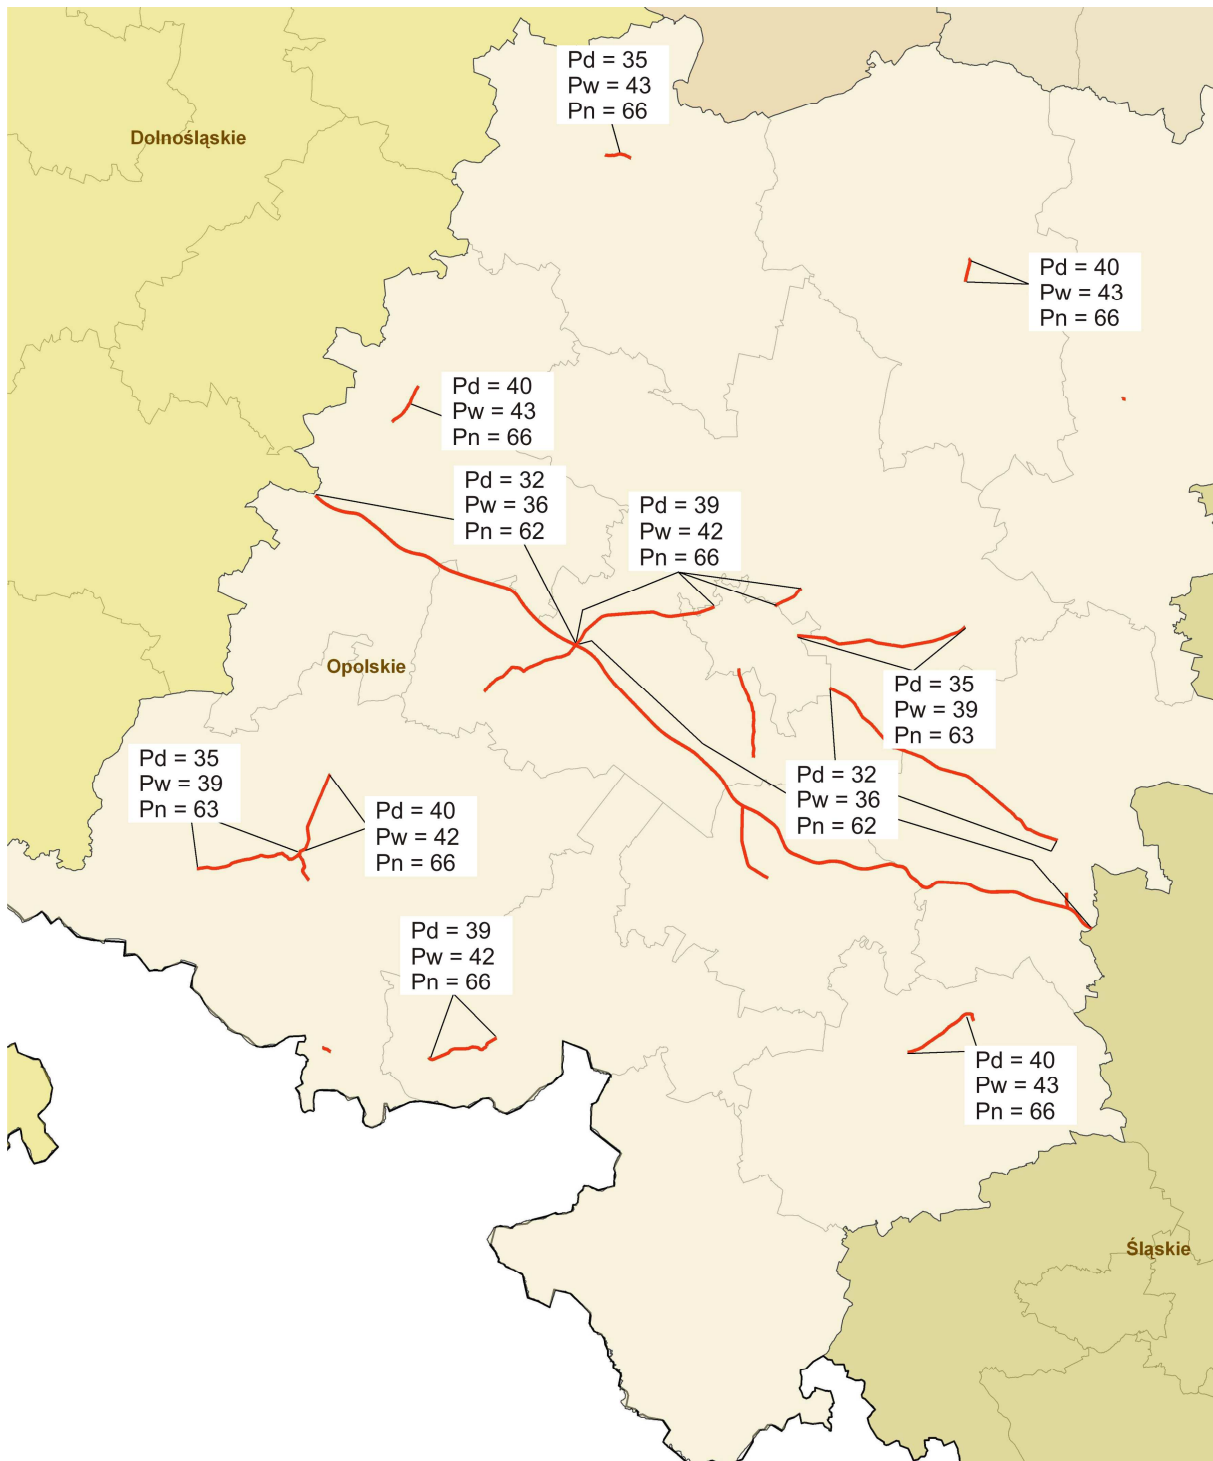 Pd = 35
Pw = 43
Pn = 66
Dolnośląskie
Pd = 40
Pw = 43
Pn = 66
Pd = 40
Pw = 43
Pn = 66
Pd = 32
Pw = 36
Pn = 62
Pd = 39
Pw = 42
Pn = 66
Opolskie
Pd = 35
Pw = 39
Pn = 63
Pd = 35
Pw = 39
Pn = 63
Pd = 32
Pw = 36
Pn = 62
Pd = 40
Pw = 42
Pn = 66
Pd = 39
Pw = 42
Pn = 66
Pd = 40
Pw = 43
Pn = 66
Śląskie